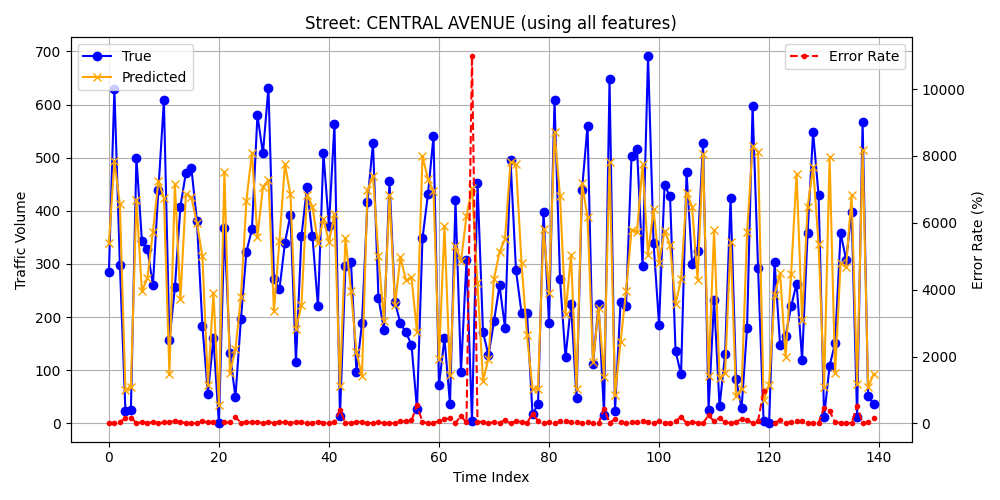 Street: CENTRAL AVENUE (using all features)
True
Predicted
Error Rate
700
600
500
400
300
200
100
0
Traffic Volume
10000
8000
6000
4000
2000
0
Error Rate (%)
0 20 40 60 80 100 120 140
Time Index